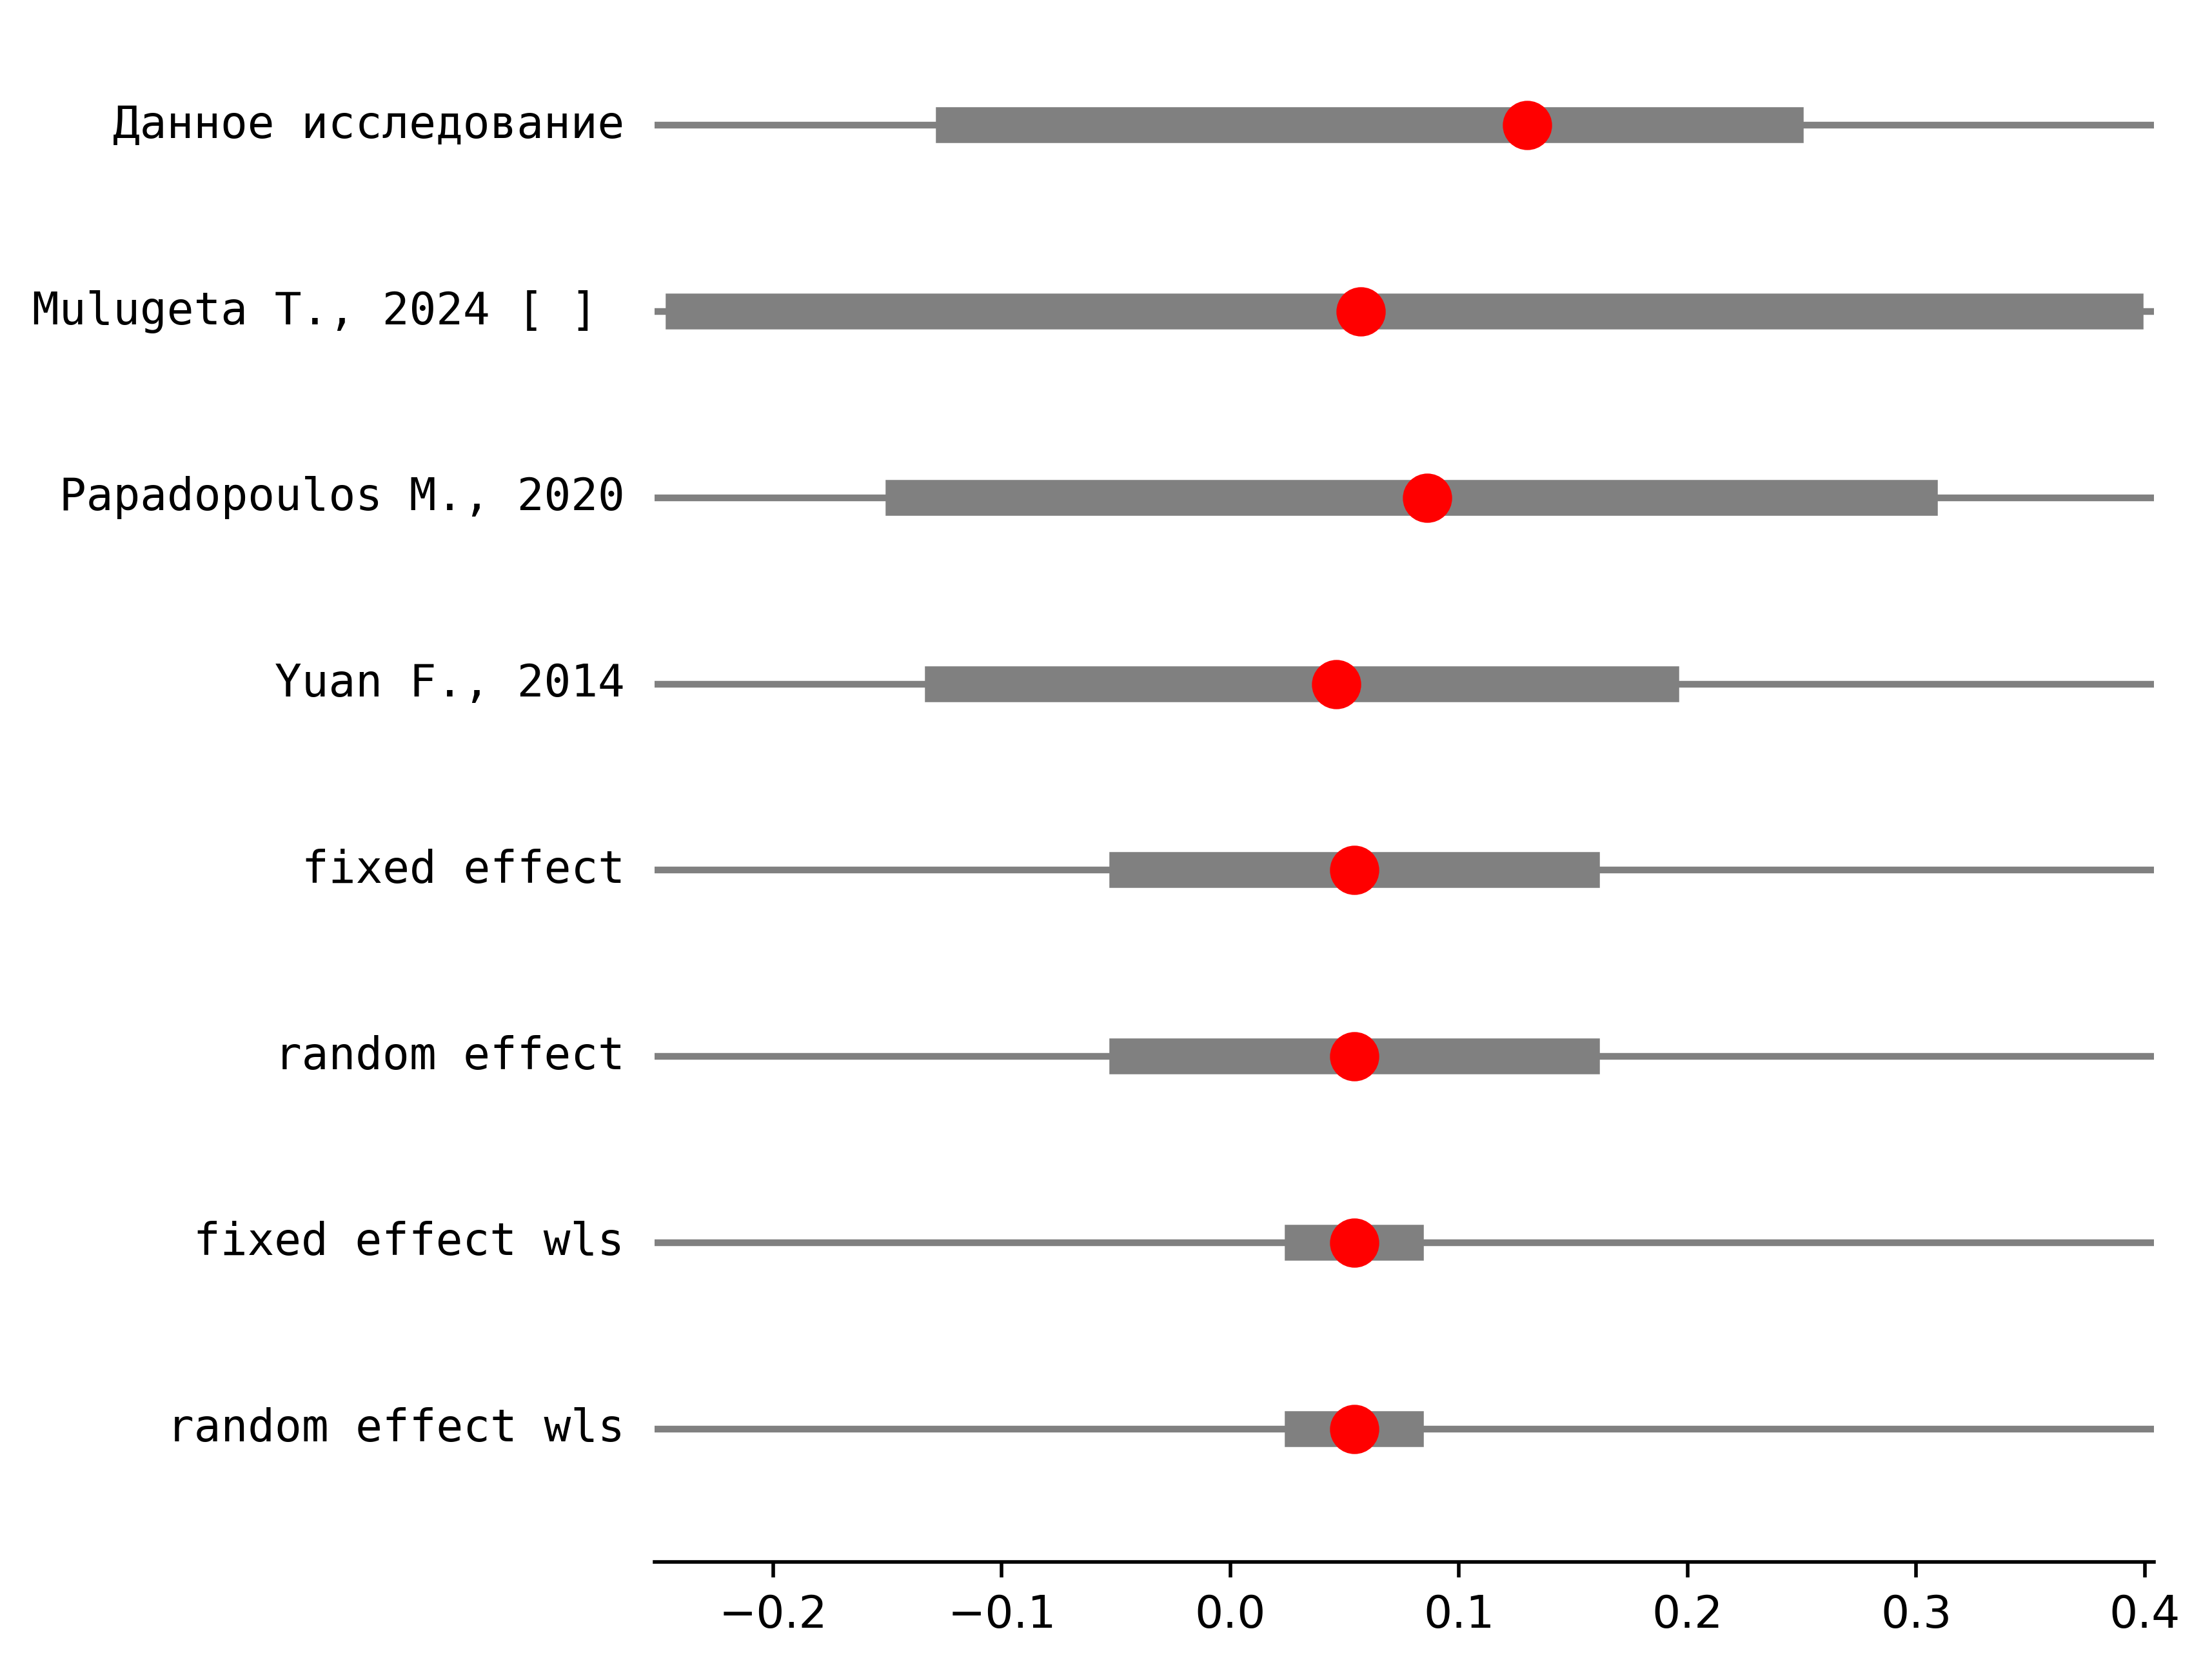 Данное исследование
Mulugeta T., 2024 [ ]
Papadopoulos M., 2020
Yuan F., 2014
fixed effect
random effect
fixed effect wls
random effect wls
−0.2 −0.1 0.0 0.1 0.2 0.3 0.4